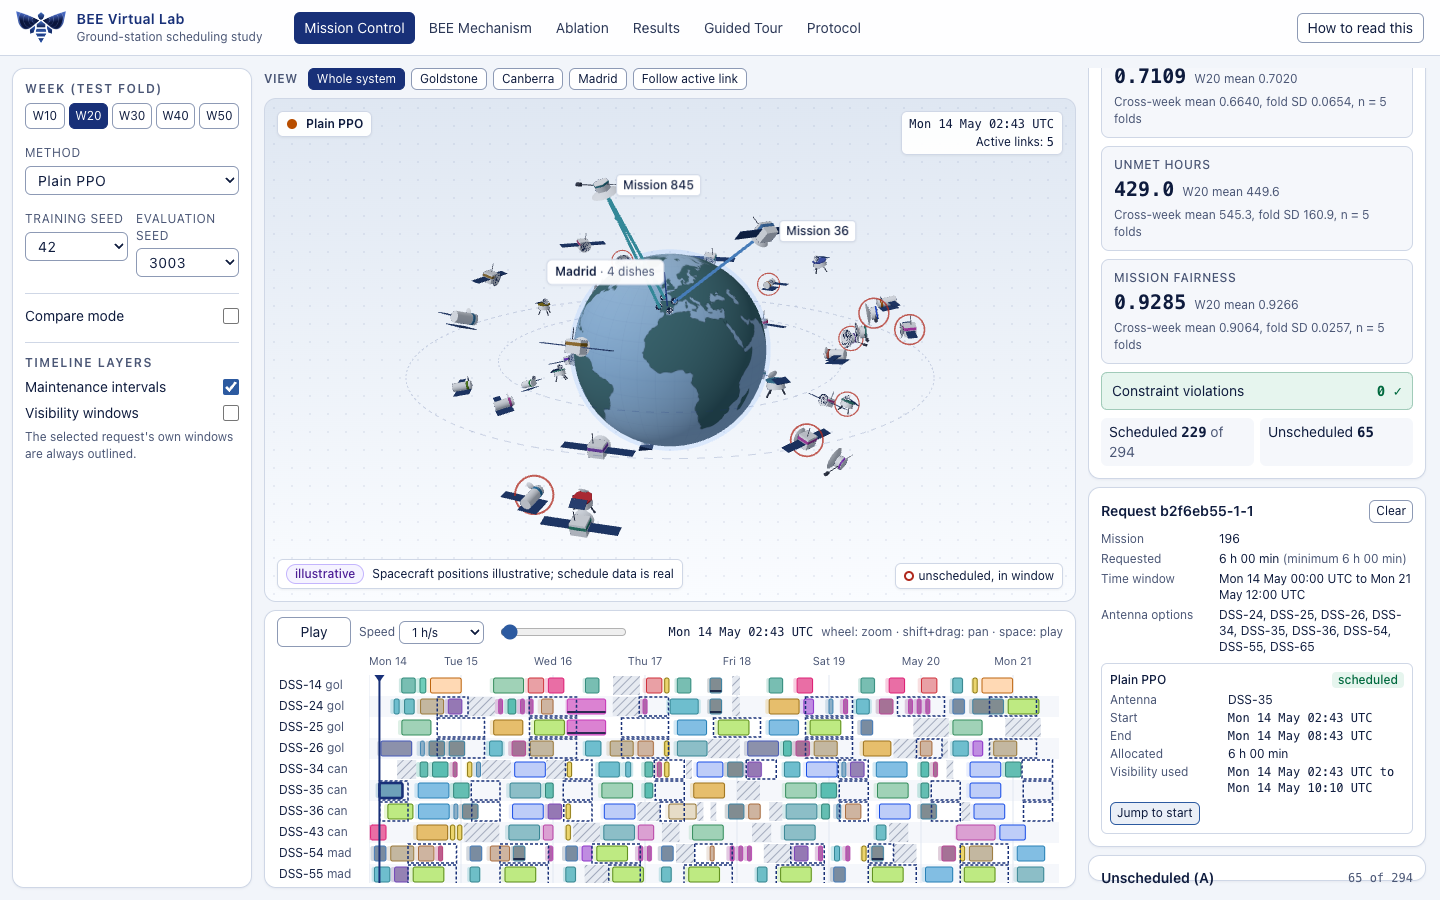 BEE Virtual Lab
Ground-station scheduling study
Mission Control
BEE Mechanism
Ablation
Results
Guided Tour
Protocol
How to read this
WEEK (TEST FOLD)
W10
W20
W30
W40
W50
METHOD
Plain PPO
TRAINING SEED
42
EVALUATION
SEED
3003
Compare mode
TIMELINE LAYERS
Maintenance intervals
Visibility windows
The selected request's own windows
are always outlined.
VIEW
Whole system
Goldstone
Canberra
Madrid
Follow active link
Plain PPO
Mon 14 May 02:43 UTC
Active links: 5
Mission 845
Mission 36
Madrid · 4 dishes
illustrative
Spacecraft positions illustrative; schedule data is real
unscheduled, in window
Play
Speed
1 h/s
Mon 14 May 02:43 UTC
wheel: zoom · shift+drag: pan · space: play
Mon 14
Tue 15
Wed 16
Thu 17
Fri 18
Sat 19
May 20
Mon 21
DSS-14 gol
DSS-24 gol
DSS-25 gol
DSS-26 gol
DSS-34 can
DSS-35 can
DSS-36 can
DSS-43 can
DSS-54 mad
DSS-55 mad
0.7109 W20 mean 0.7020
Cross-week mean 0.6640, fold SD 0.0654, n = 5
folds
UNMET HOURS
429.0 W20 mean 449.6
Cross-week mean 545.3, fold SD 160.9, n = 5
folds
MISSION FAIRNESS
0.9285 W20 mean 0.9266
Cross-week mean 0.9064, fold SD 0.0257, n = 5
folds
Constraint violations
0 ✓
Scheduled 229 of
294
Unscheduled 65
Request b2f6eb55-1-1
Clear
Mission
196
Requested
6 h 00 min (minimum 6 h 00 min)
Time window
Mon 14 May 00:00 UTC to Mon 21
May 12:00 UTC
Antenna options
DSS-24, DSS-25, DSS-26, DSS-
34, DSS-35, DSS-36, DSS-54,
DSS-55, DSS-65
Plain PPO
scheduled
Antenna
DSS-35
Start
Mon 14 May 02:43 UTC
End
Mon 14 May 08:43 UTC
Allocated
6 h 00 min
Visibility used
Mon 14 May 02:43 UTC to
Mon 14 May 10:10 UTC
Jump to start
Unscheduled (A)
65 of 294